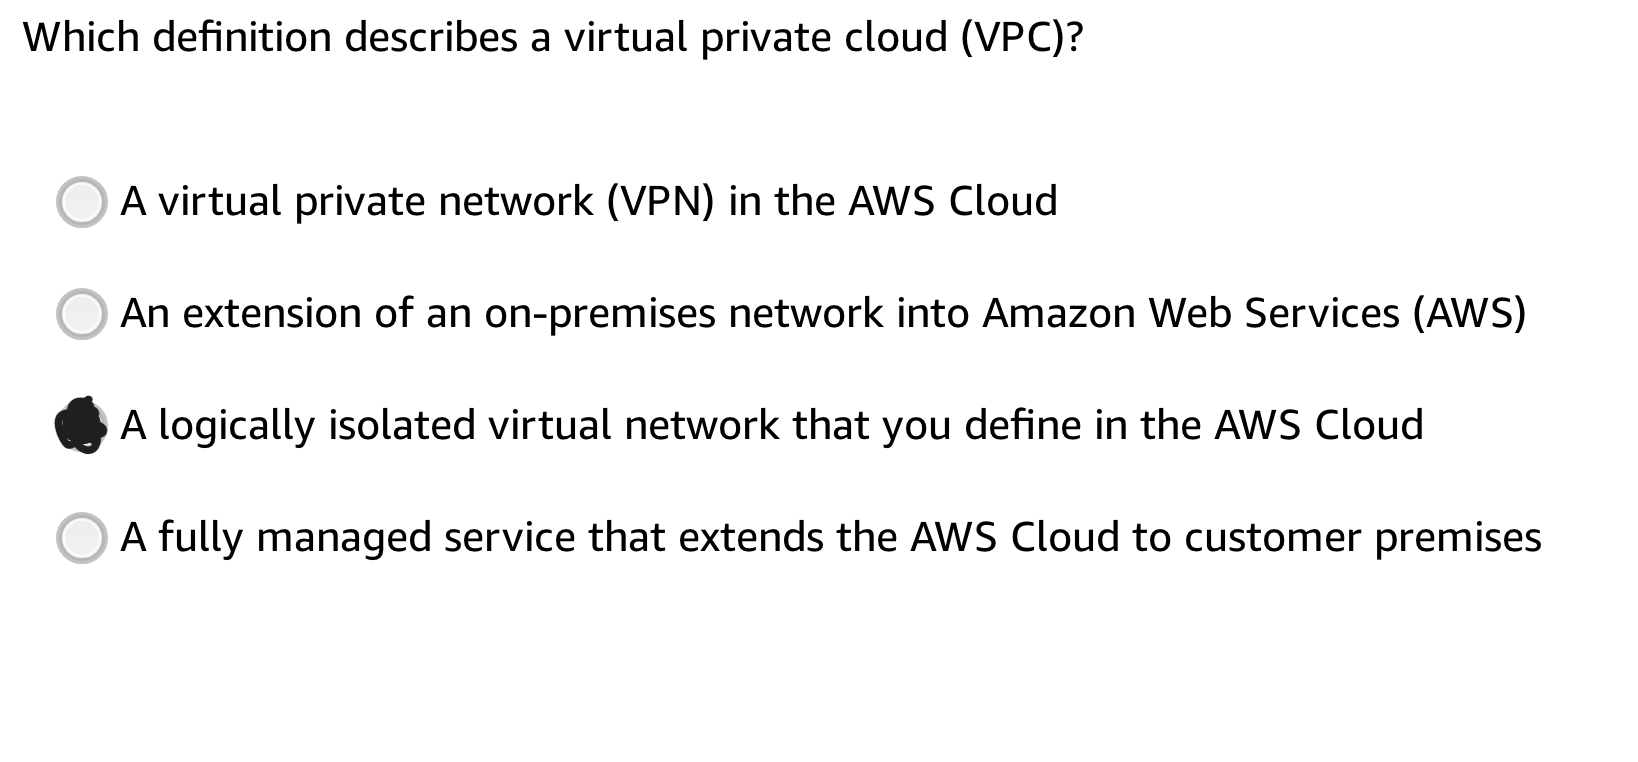 Which definition describes a virtual private cloud (VPC)?
A virtual private network (VPN) in the AWS Cloud
An extension of an on-premises network into Amazon Web Services (AWS)
A logically isolated virtual network that you define in the AWS Cloud
A fully managed service that extends the AWS Cloud to customer premises